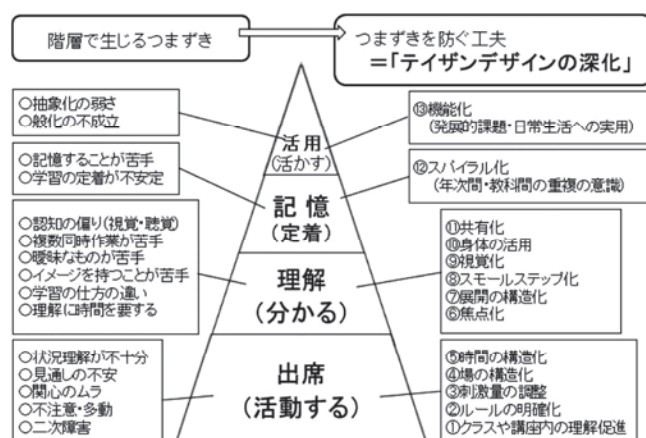 階層で生じるつまずき
つまずきを防ぐ工夫
＝「テイザンデザインの深化」
○抽象化の弱さ
○般化の不成立
○記憶することが苦手
○学習の定着が不安定
○認知の偏り(視覚・聴覚)
○複数同時作業が苦手
○曖昧なものが苦手
○イメージを持つことが苦手
○学習の仕方の違い
○理解に時間を要する
○状況理解が不十分
○見通しの不安
○関心のムラ
○不注意・多動
○二次障害
活用
(活かす)
記憶
(定着)
理解
(分かる)
出席
(活動する)
⑬機能化
(発展的課題・日常生活への実用)
⑫スパイラル化
(年次間・教科間の重複の意識)
⑪共有化
⑩身体の活用
⑨視覚化
⑧スモールステップ化
⑦展開の構造化
⑥焦点化
⑤時間の構造化
④場の構造化
③刺激量の調整
②ルールの明確化
①クラスや講座内の理解促進